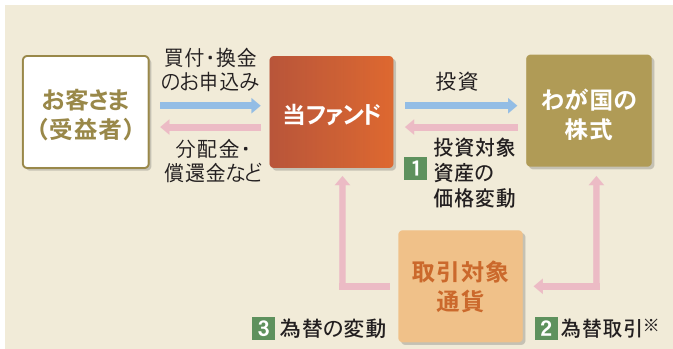 お客さま
（受益者）
買付・換金
のお申込み
分配金・
償還金など
当ファンド
投資
1 投資対象
資産の
価格変動
わが国の
株式
取引対象
通貨
3 為替の変動
2 為替取引※